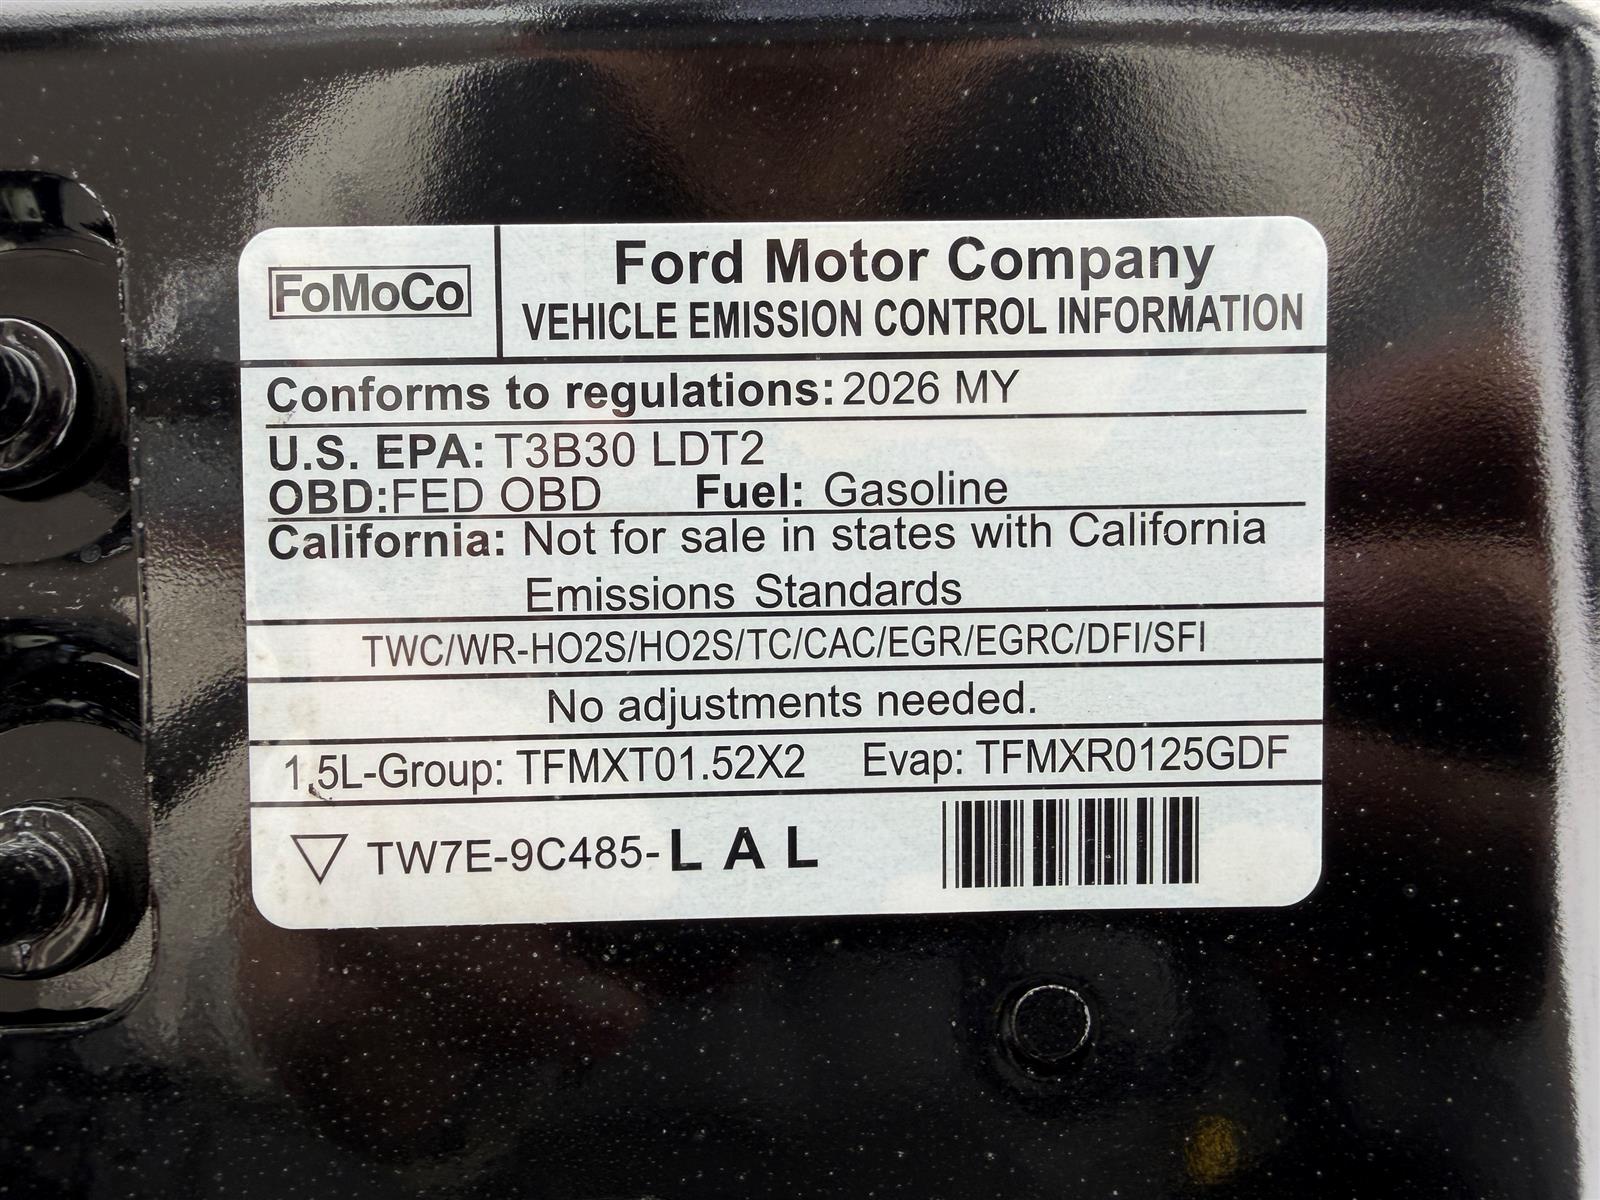 FoMoCo
Ford Motor Company
VEHICLE EMISSION CONTROL INFORMATION
Conforms to regulations: 2026 MY
U.S. EPA: T3B30 LDT2
OBD:FED OBD Fuel: Gasoline
California: Not for sale in states with California
Emissions Standards
TWC/WR-HO2S/HO2S/TC/CAC/EGR/EGRC/DFI/SFI
No adjustments needed.
1.5L-Group: TFMXT01.52X2 Evap: TFMXR0125GDF
TW7E-9C485-L A L